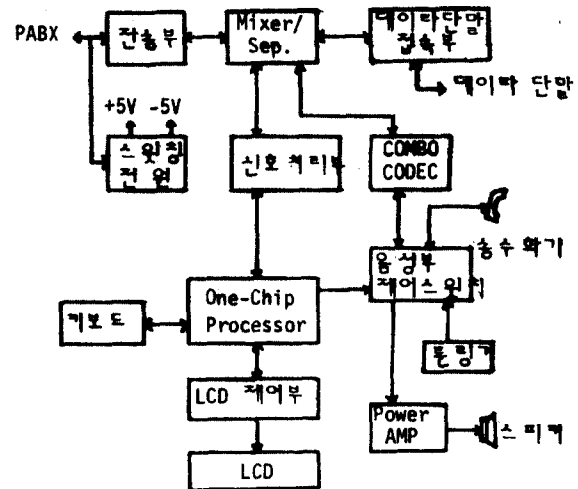 PABX
전송부
Mixer/
Sep.
데이타단말
접속부
데이타 단말
+5V -5V
스윗칭
전 원
신호처리부
COMBO
CODEC
송수화기
음성부
제어스위치
One-Chip
Processor
키보드
톤링거
LCD 제어부
Power
AMP
스피커
LCD